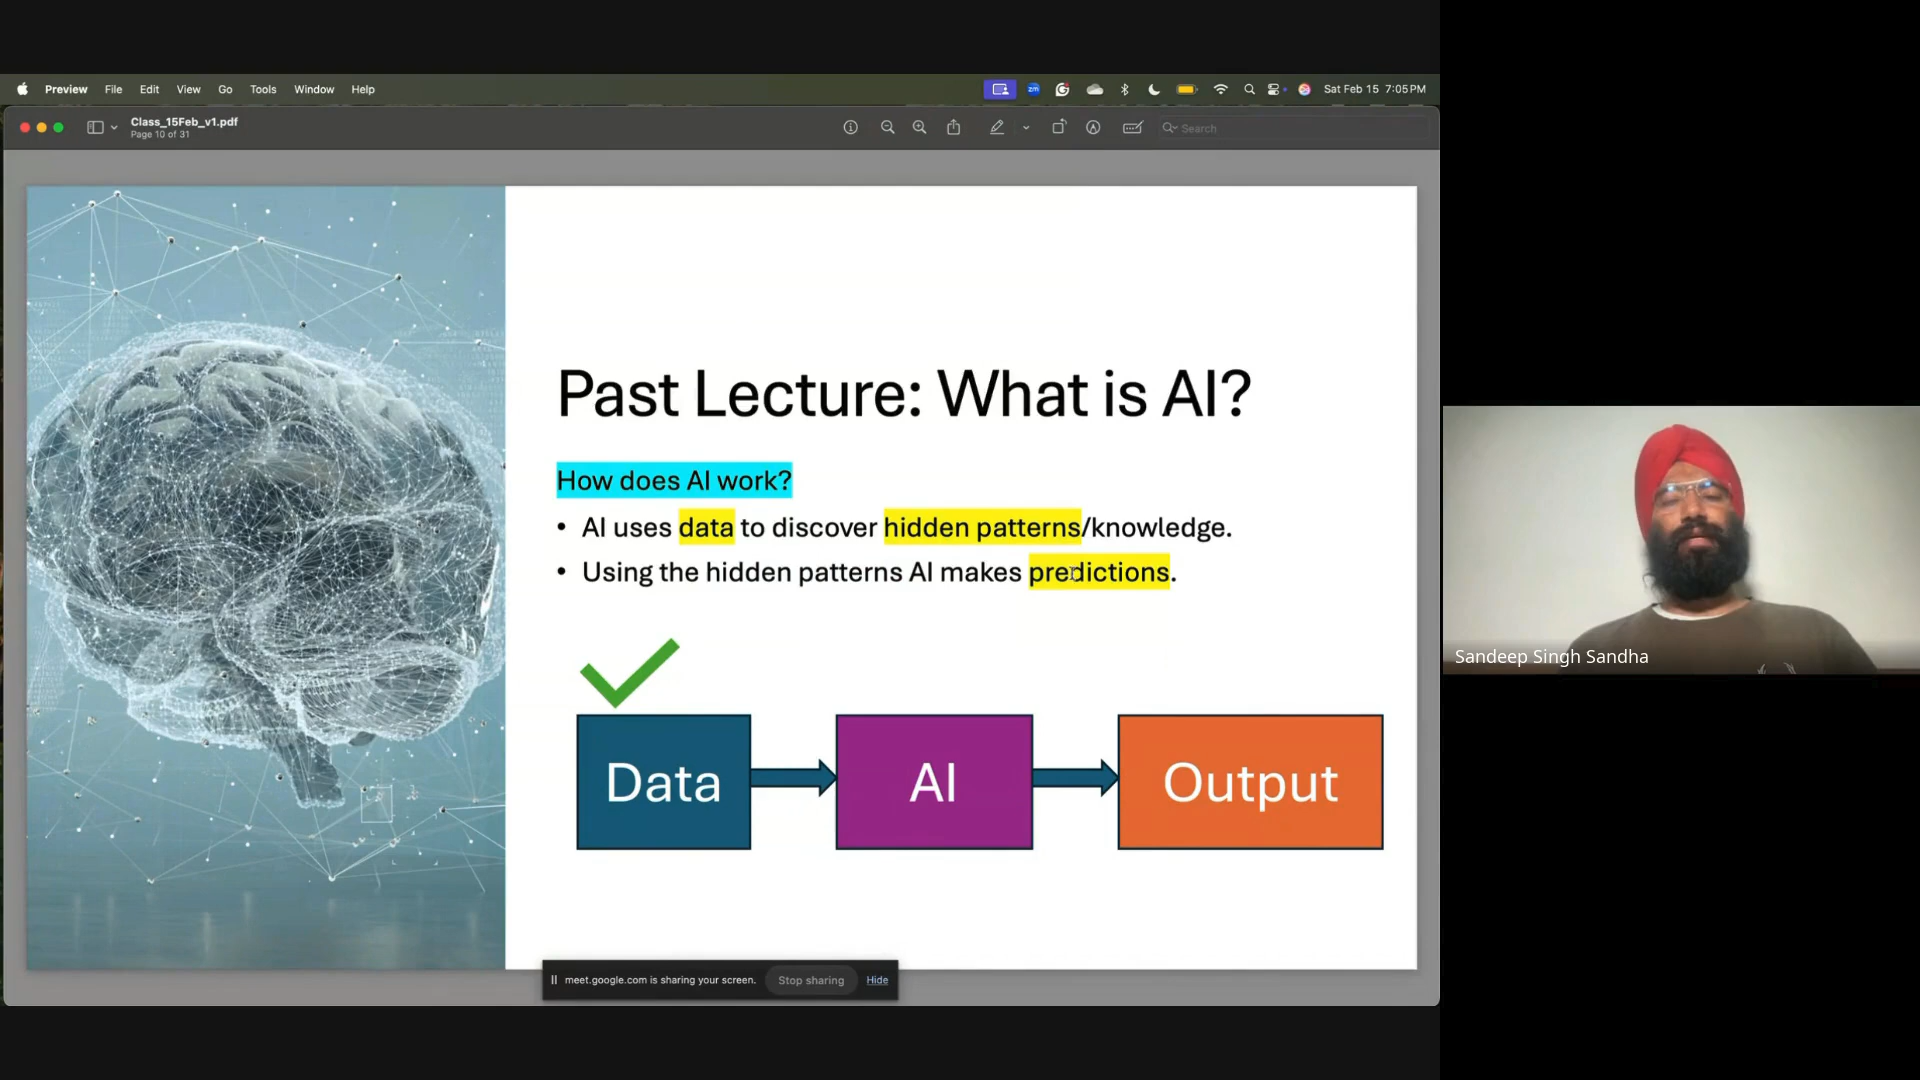 Preview File Edit View Go Tools Window Help
zm
Sat Feb 15 7:05 PM
Class_15Feb_v1.pdf
Page 10 of 31
Search
Past Lecture: What is AI?
How does AI work?
• AI uses data to discover hidden patterns/knowledge.
• Using the hidden patterns AI makes predictions.
Data
AI
Output
meet.google.com is sharing your screen. Stop sharing Hide
Sandeep Singh Sandha